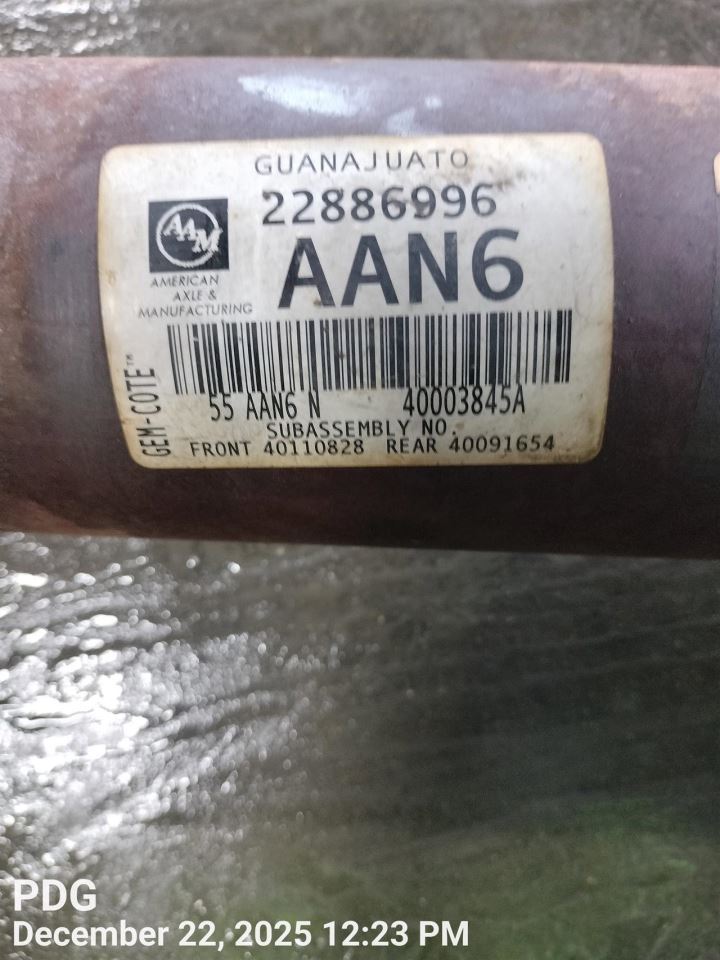 GUANAJUATO
22886996
AAN6
AAM
AMERICAN
AXLE &
MANUFACTURING
GEM-COTE™
55 AAN6 N 40003845A
SUBASSEMBLY NO.
FRONT 40110828 REAR 40091654
PDG
December 22, 2025 12:23 PM